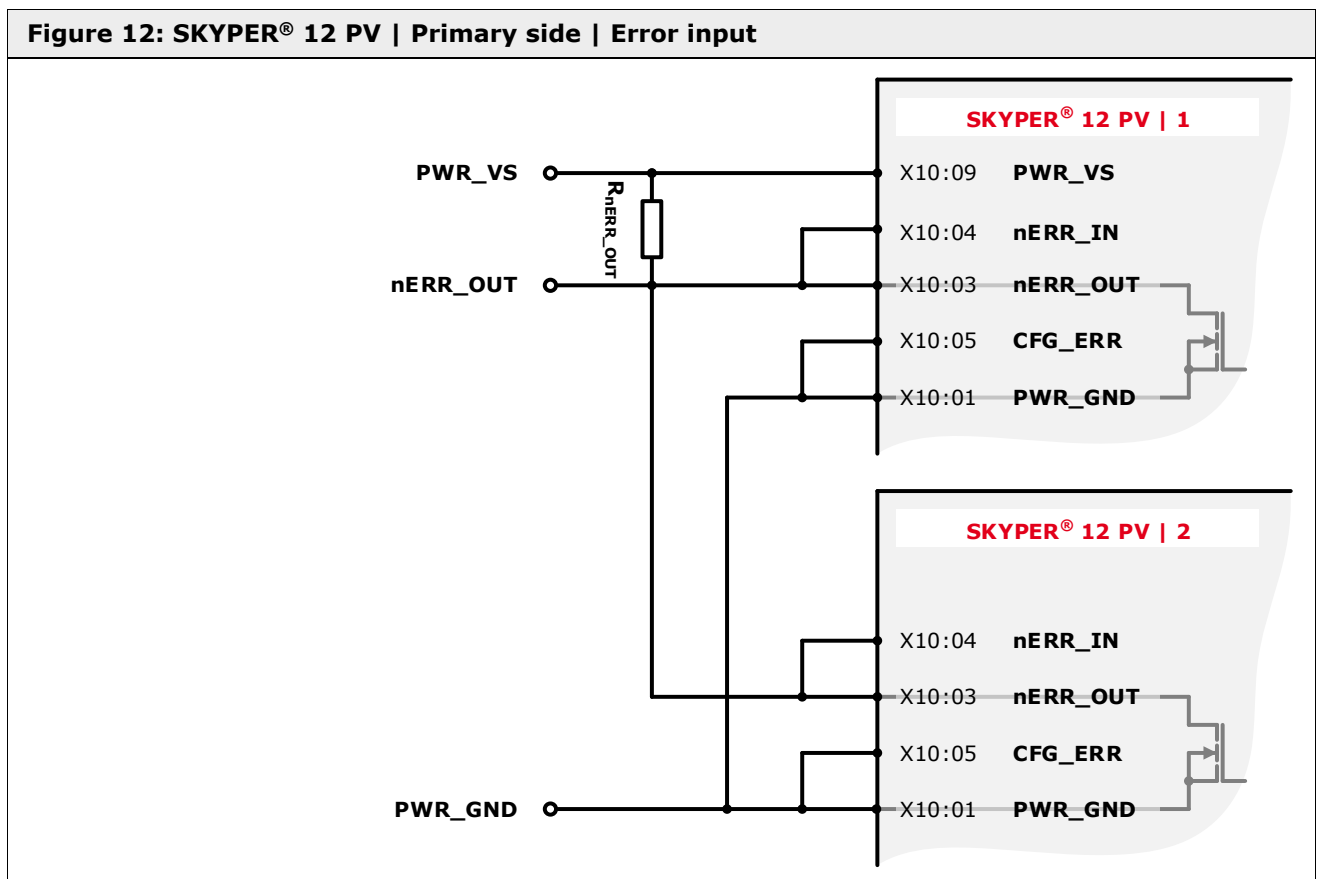 Figure 12: SKYPER® 12 PV | Primary side | Error input
SKYPER® 12 PV | 1
PWR_VS
X10:09 PWR_VS
RnERR_OUT
X10:04 nERR_IN
nERR_OUT
X10:03 nERR_OUT
X10:05 CFG_ERR
X10:01 PWR_GND
SKYPER® 12 PV | 2
X10:04 nERR_IN
X10:03 nERR_OUT
X10:05 CFG_ERR
PWR_GND
X10:01 PWR_GND